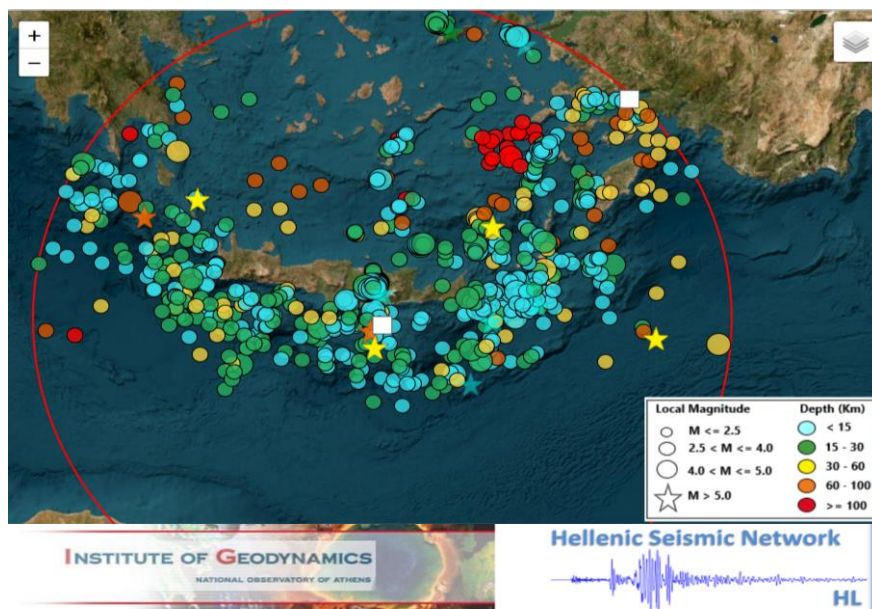 +
−
Local Magnitude
M <= 2.5
2.5 < M <= 4.0
4.0 < M <= 5.0
M > 5.0
Depth (Km)
< 15
15 - 30
30 - 60
60 - 100
>= 100
INSTITUTE OF GEODYNAMICS
NATIONAL OBSERVATORY OF ATHENS
Hellenic Seismic Network
HL